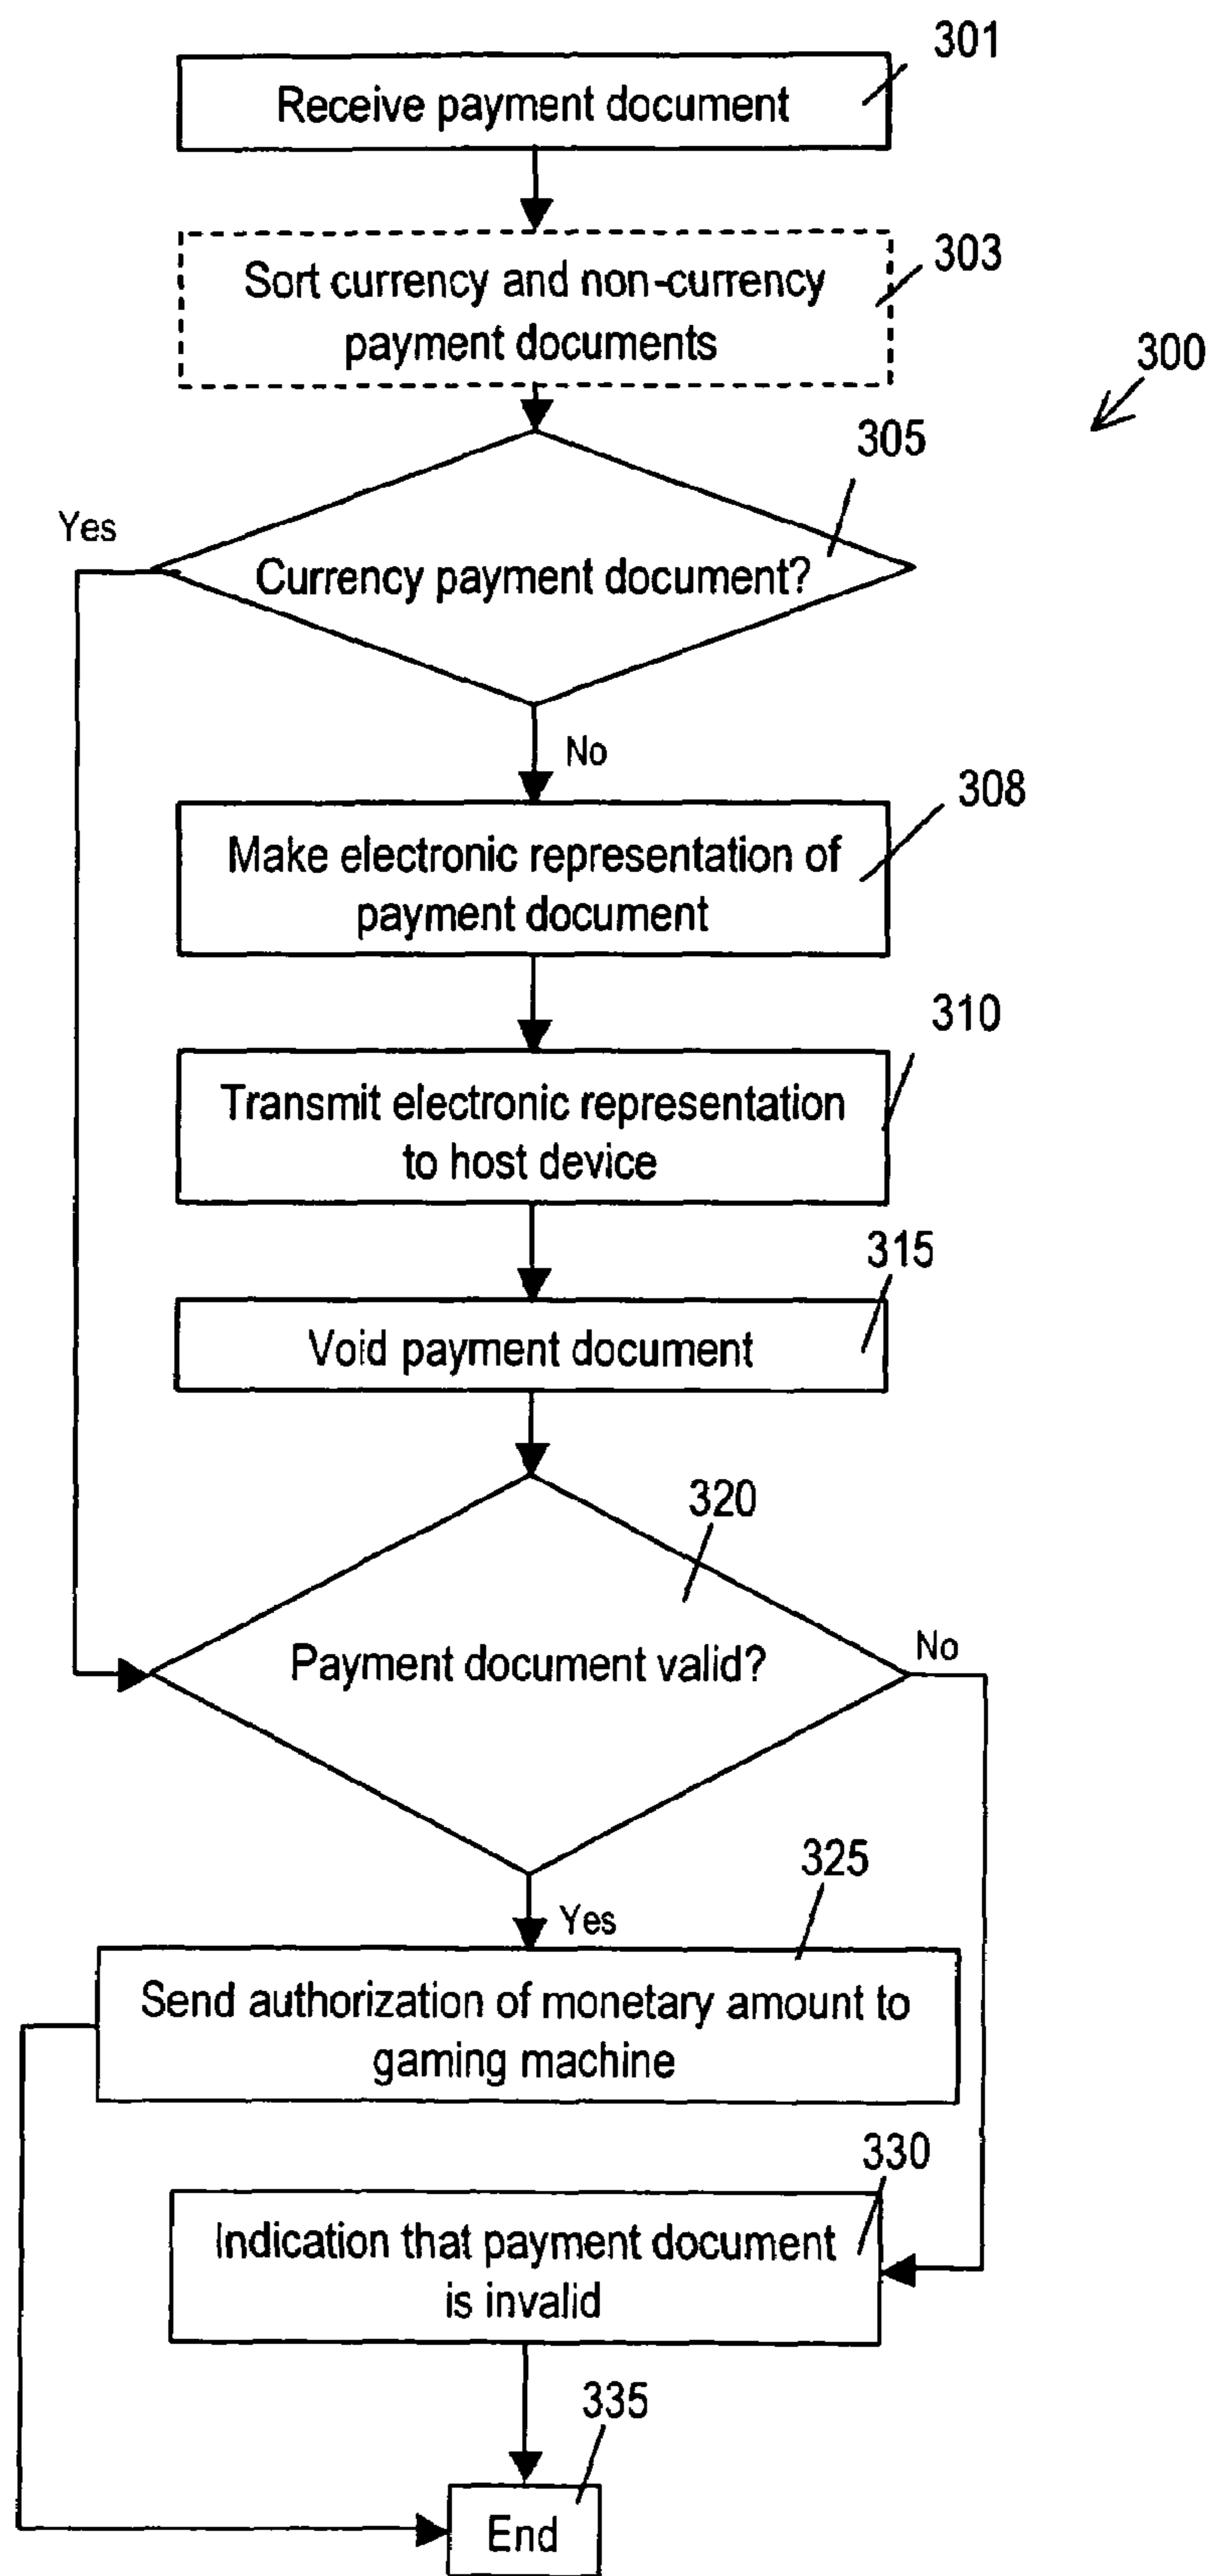 301
Receive payment document
303
Sort currency and non-currency
payment documents
300
305
Yes
Currency payment document?
No
308
Make electronic representation of
payment document
310
Transmit electronic representation
to host device
315
Void payment document
320
Payment document valid?
No
325
Yes
Send authorization of monetary amount to
gaming machine
330
Indication that payment document
is invalid
335
End